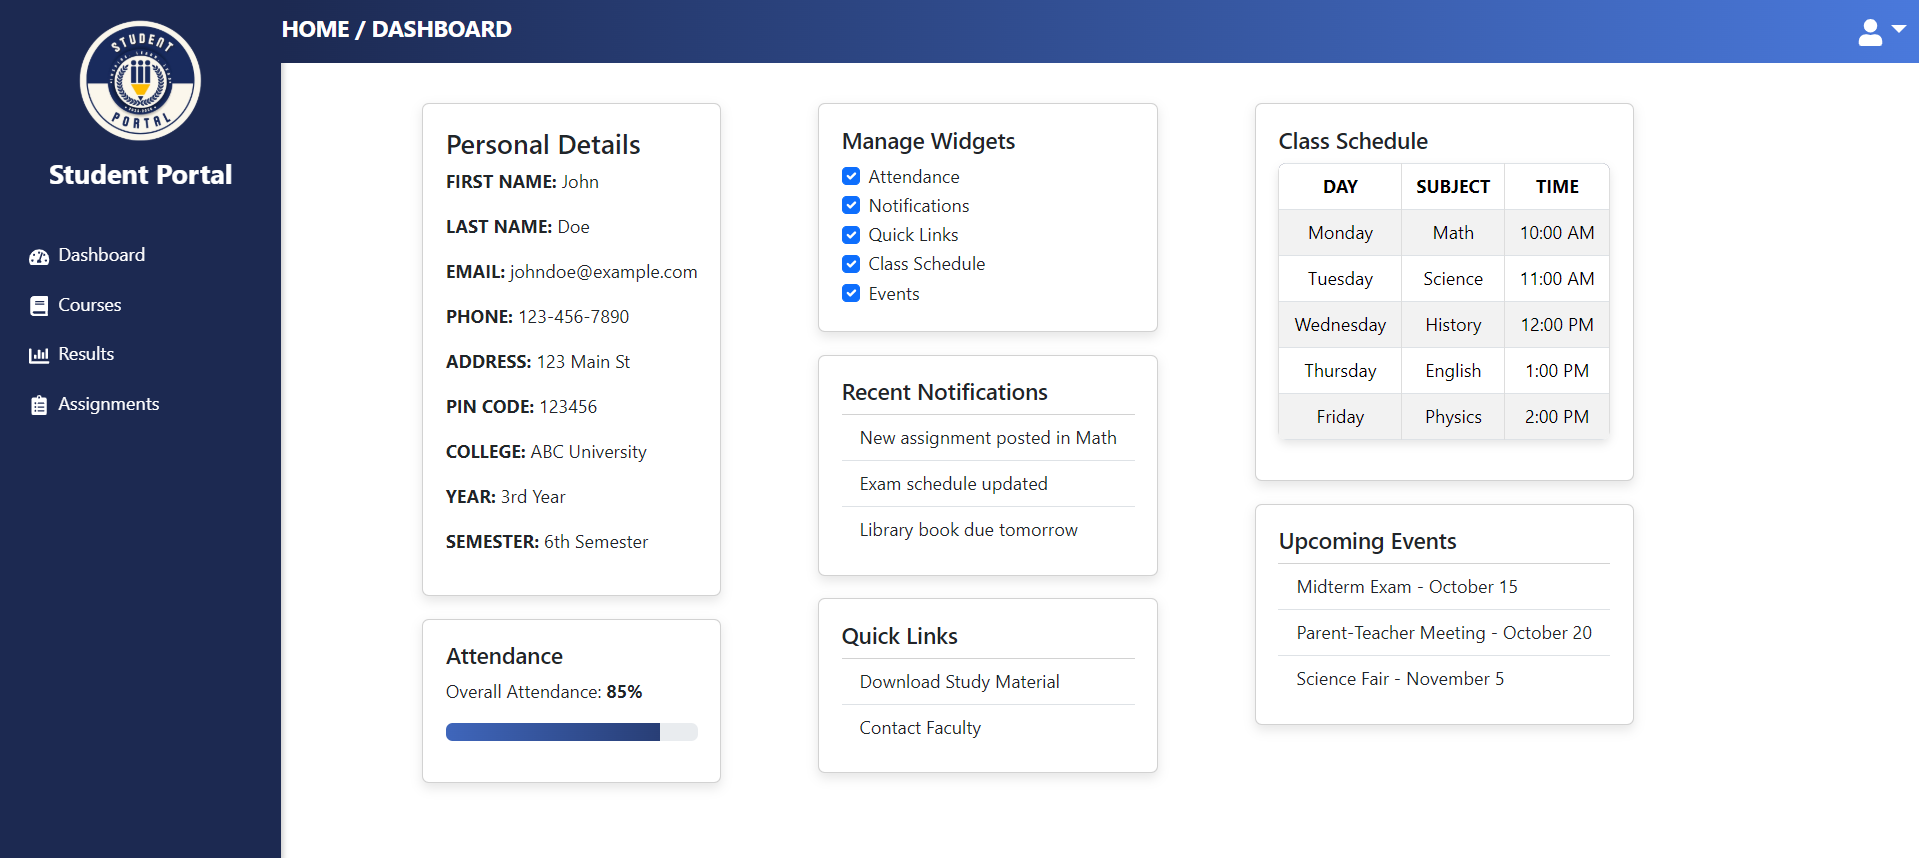 STUDENT
PORTAL
Student Portal
Dashboard
Courses
Results
Assignments
HOME / DASHBOARD
Personal Details
FIRST NAME: John
LAST NAME: Doe
EMAIL: johndoe@example.com
PHONE: 123-456-7890
ADDRESS: 123 Main St
PIN CODE: 123456
COLLEGE: ABC University
YEAR: 3rd Year
SEMESTER: 6th Semester
Attendance
Overall Attendance: 85%
Manage Widgets
Attendance
Notifications
Quick Links
Class Schedule
Events
Recent Notifications
New assignment posted in Math
Exam schedule updated
Library book due tomorrow
Quick Links
Download Study Material
Contact Faculty
Class Schedule
DAY SUBJECT TIME
Monday Math 10:00 AM
Tuesday Science 11:00 AM
Wednesday History 12:00 PM
Thursday English 1:00 PM
Friday Physics 2:00 PM
Upcoming Events
Midterm Exam - October 15
Parent-Teacher Meeting - October 20
Science Fair - November 5